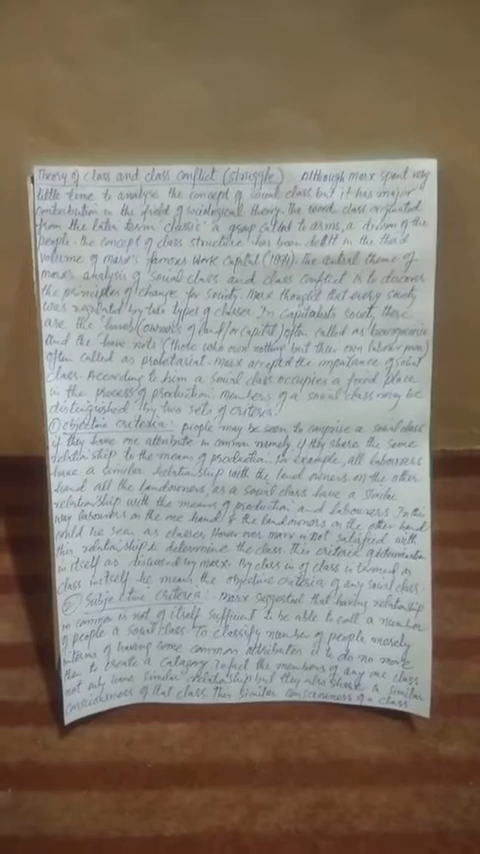 Theory of class and class conflict (struggle) Although marx spent very
little time to analyse the concept of social class but it has major
contribution in the field of sociological theory. The word class originated
from the latin term classis a group called to arms, a division of the
people. the concept of class structure has been dealt in the third
volume of marx's famous work Capital (1894). the central theme of
marx's analysis of social class and class conflict is to discover
the principles of change for society. Marx thought that every society
was by two types of classes. In capitalists society, these
are the haves (owners of land/or capital) often called as bourgeoisie
and the have nots (those who own nothing but their own labour power)
often called as proletariat. marx accepted the importance of social
class. According to him a social class occupies a fixed place
in the process of production. members of a social class may be
distinguished by two sets of criteria:
① objective criteria: people may be seen to comprise a social class
if they have one attribute in common namely if they share the same
relationship to the means of production. For example, all labourers
have a similar relationship with the land owners on the other
hand all the landowners, as a social class have a similar
relationship with the means of production and labourers. In this
way labourers on the one hand & the landowners on the other hand
could be seen as classes. However marx is not satisfied with
this relationship to determine the class. this criteria of determination
in itself as discussed by marx. By class in of class is termed as
class in itself he means the objective criteria of any social class.
② Subjective criteria: marx suggested that having relationship
in common is not of itself sufficient to be able to call a number
of people a social class. To classify number of people merely
interms of having some common attributes is to do no more
then to create a catagory. Infact the members of any one class
not only have similar relationship but they also share a similar
consciousness of that class. This similar consciousness of a class